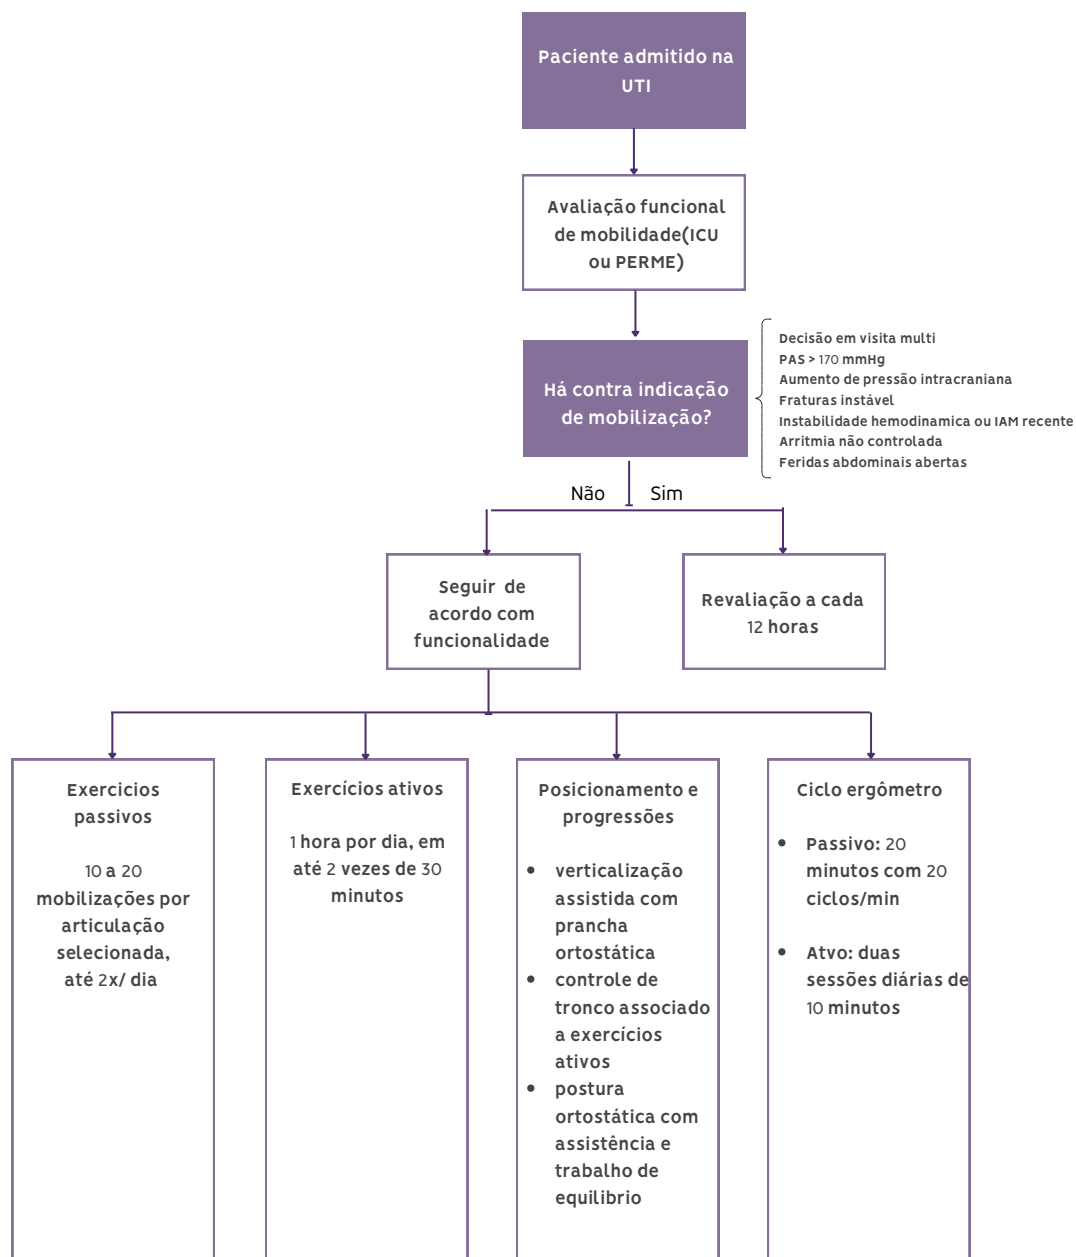 Paciente admitido na
UTI
Avaliação funcional
de mobilidade(ICU
ou PERME)
Há contra indicação
de mobilização?
Decisão em visita multi
PAS > 170 mmHg
Aumento de pressão intracraniana
Fraturas instável
Instabilidade hemodinamica ou IAM recente
Arritmia não controlada
Feridas abdominais abertas
Não
Sim
Seguir de
acordo com
funcionalidade
Revaliação a cada
12 horas
Exercicios
passivos
10 a 20
mobilizações por
articulação
selecionada,
até 2x/ dia
Exercícios ativos
1 hora por dia, em
até 2 vezes de 30
minutos
Posicionamento e
progressões
• verticalização
assistida com
prancha
ortostática
• controle de
tronco associado
a exercícios
ativos
• postura
ortostática com
assistência e
trabalho de
equilibrio
Ciclo ergômetro
• Passivo: 20
minutos com 20
ciclos/min
• Atvo: duas
sessões diárias de
10 minutos